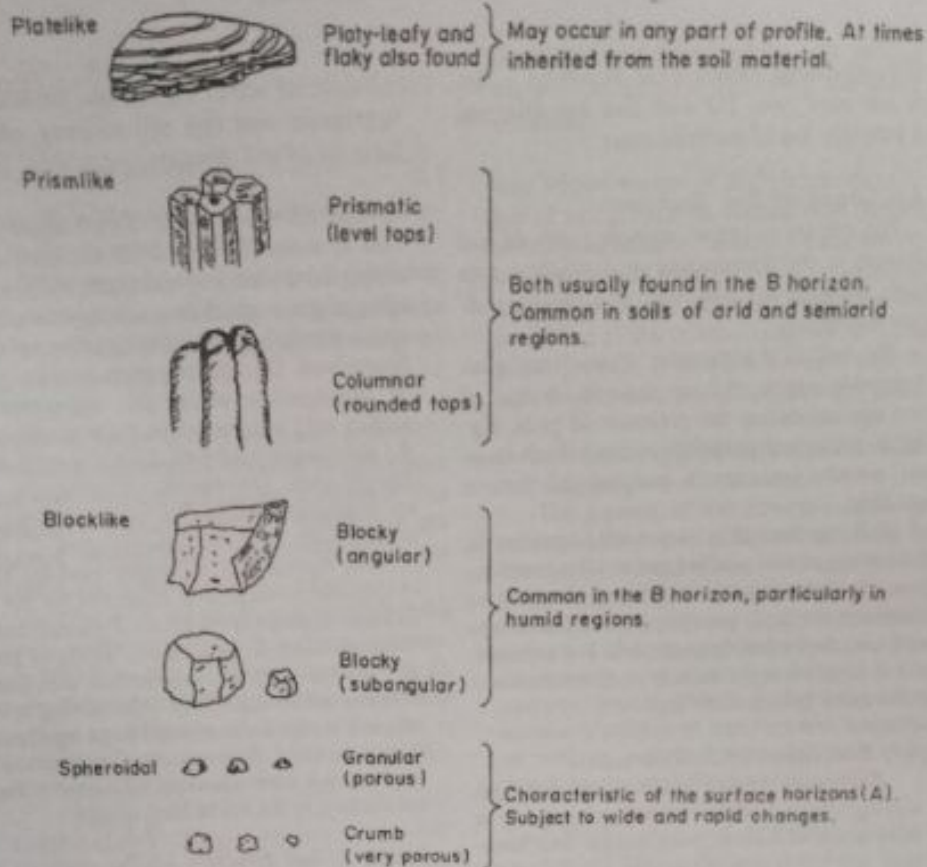 Platelike
Platy-leafy and
flaky also found
May occur in any part of profile. At times
inherited from the soil material.
Prismlike
Prismatic
(level tops)
Columnar
(rounded tops)
Both usually found in the B horizon.
Common in soils of arid and semiarid
regions.
Blocklike
Blocky
(angular)
Blocky
(subangular)
Common in the B horizon, particularly in
humid regions.
Spheroidal
Granular
(porous)
Crumb
(very porous)
Characteristic of the surface horizons (A).
Subject to wide and rapid changes.